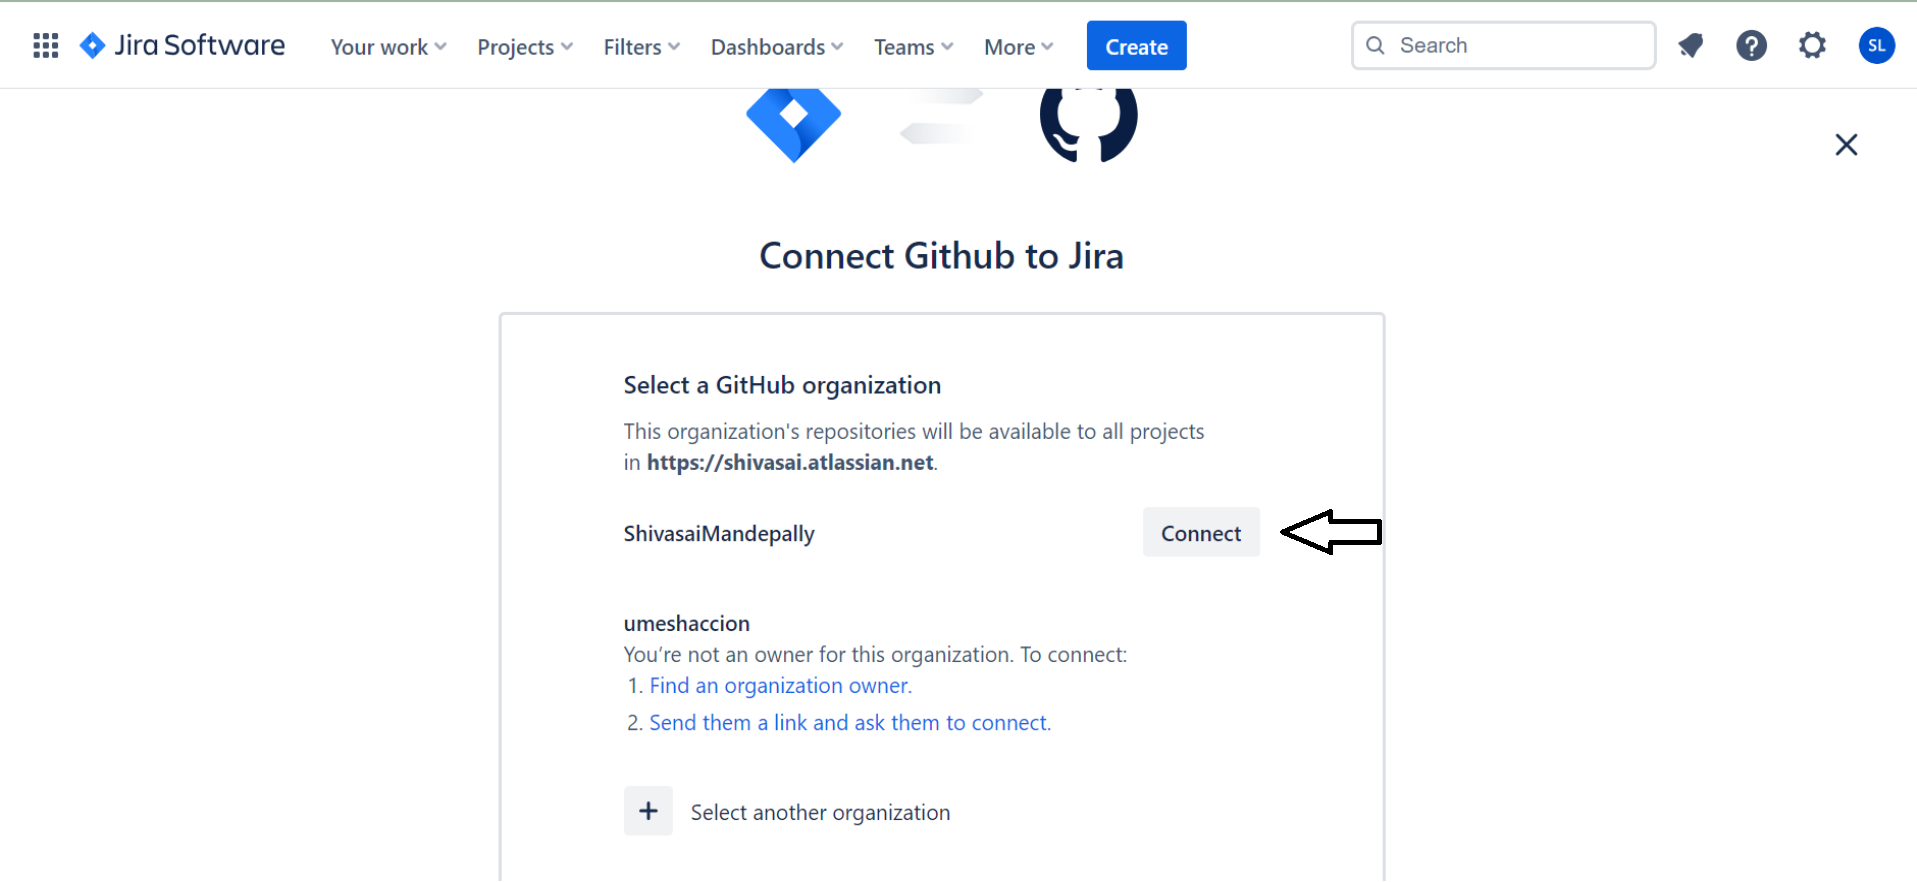 Jira Software Your work Projects Filters Dashboards Teams More Create Search SL
Connect Github to Jira
Select a GitHub organization
This organization's repositories will be available to all projects
in https://shivasai.atlassian.net.
ShivasaiMandepally Connect
umeshaccion
You’re not an owner for this organization. To connect:
1. Find an organization owner.
2. Send them a link and ask them to connect.
Select another organization